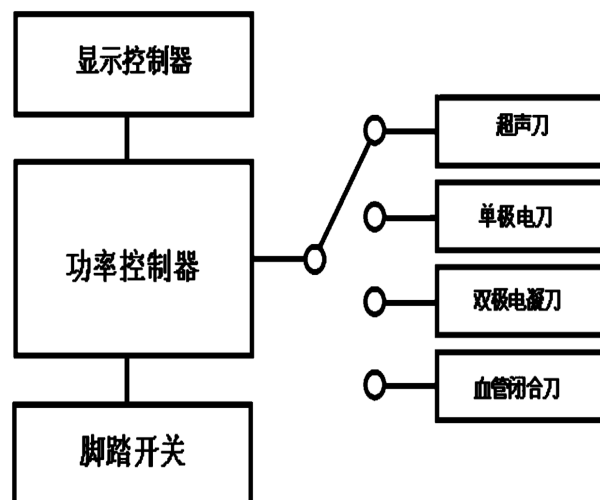 显示控制器
功率控制器
脚踏开关
超声刀
单极电刀
双极电凝刀
血管闭合刀